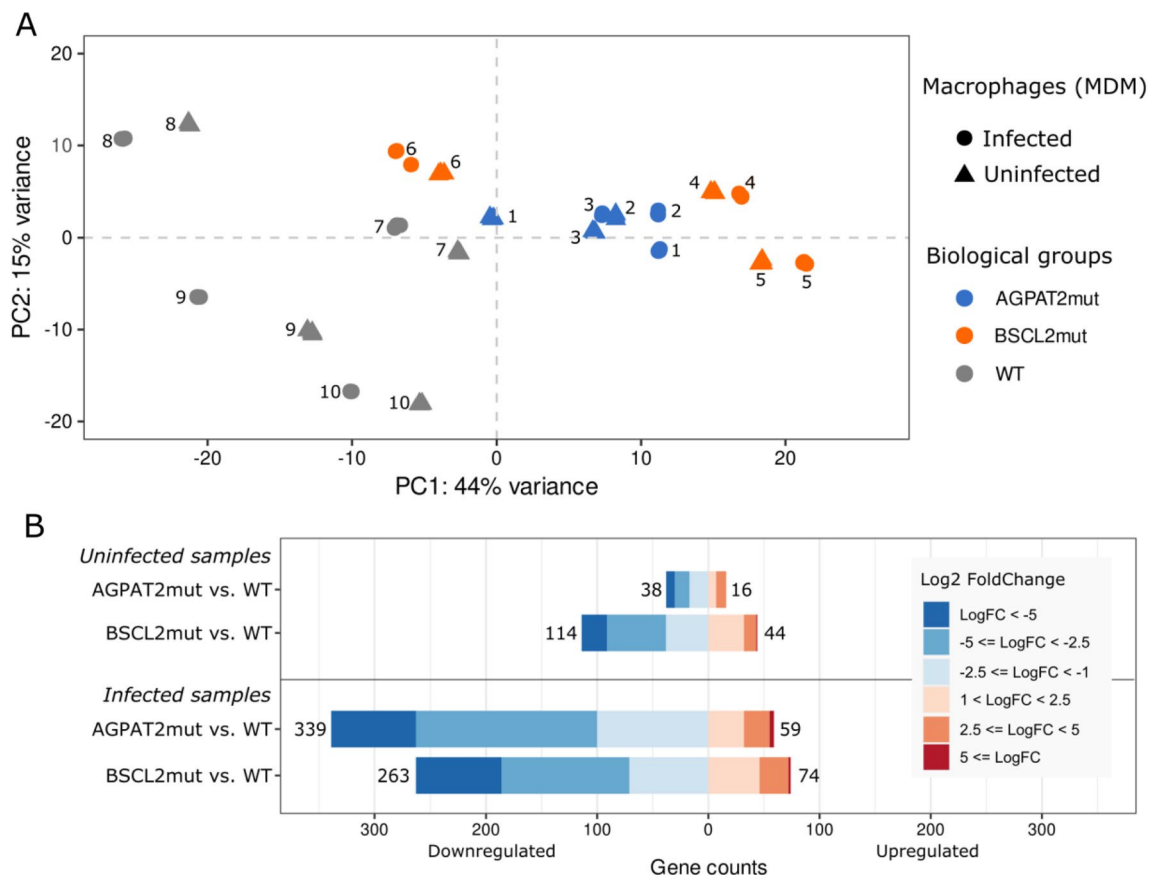 A
20
10
0
-10
-20
PC2: 15% variance
8
8
6
6
7
7
9
9
10
10
1
3
3
2
2
1
4
4
5
5
-20
-10
0
10
20
PC1: 44% variance
Macrophages (MDM)
Infected
Uninfected
Biological groups
AGPAT2mut
BSCL2mut
WT
B
Uninfected samples
AGPAT2mut vs. WT
38
16
BSCL2mut vs. WT
114
44
Infected samples
AGPAT2mut vs. WT
339
59
BSCL2mut vs. WT
263
74
Log2 FoldChange
LogFC < -5
-5 <= LogFC < -2.5
-2.5 <= LogFC < -1
1 < LogFC < 2.5
2.5 <= LogFC < 5
5 <= LogFC
300
200
100
0
100
200
300
Downregulated
Upregulated
Gene counts